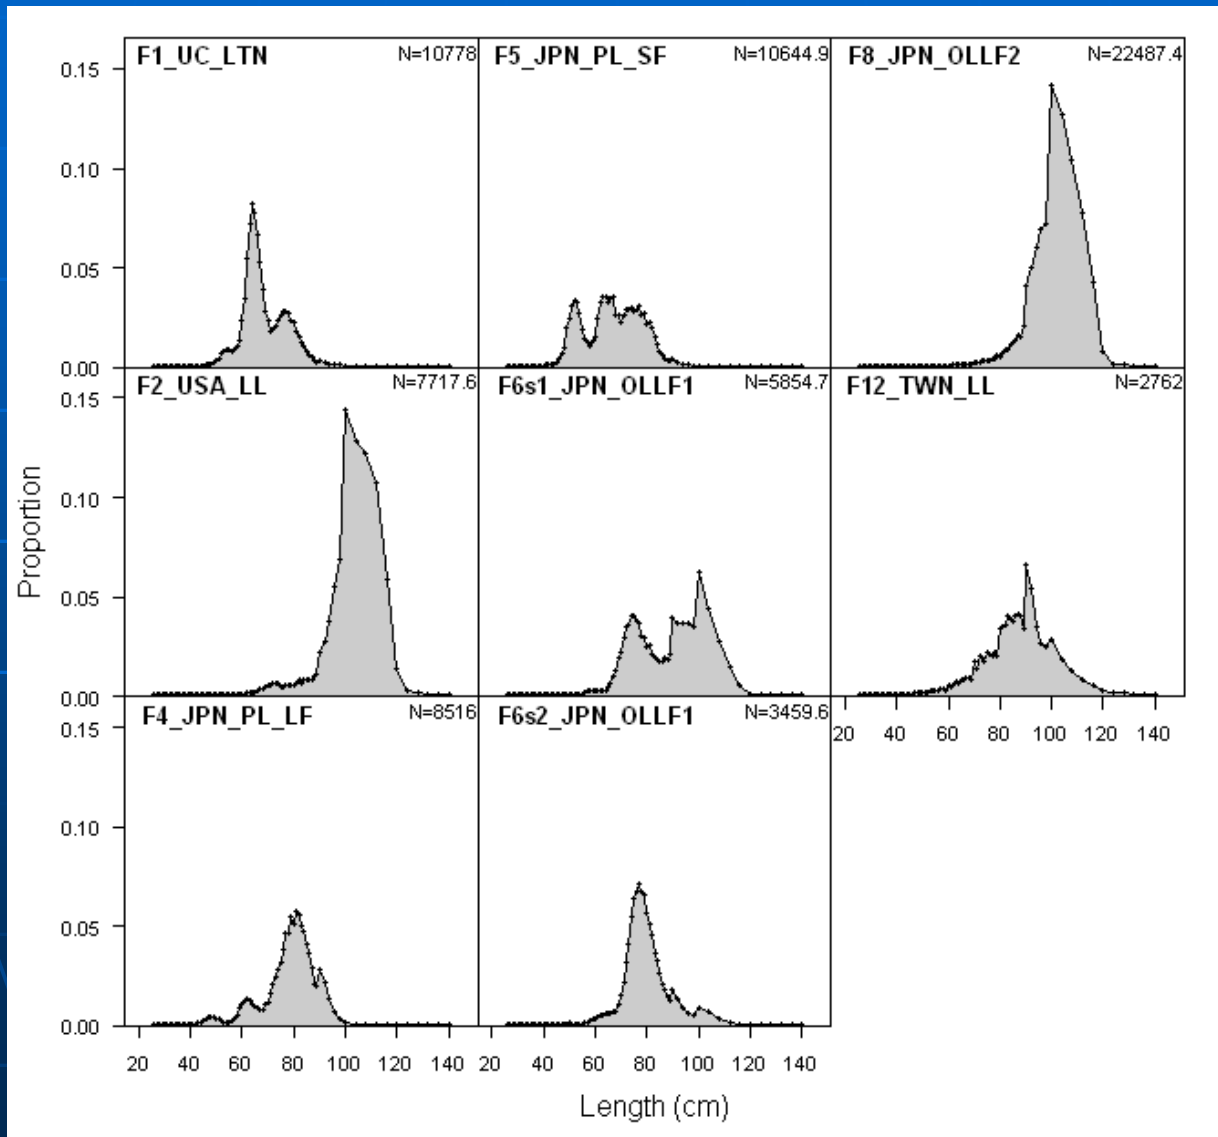 F1_UC_LTN N=10778
F5_JPN_PL_SF N=10644.9
F8_JPN_OLLF2 N=22487.4
0.15
0.10
0.05
0.00
F2_USA_LL N=7717.6
F6s1_JPN_OLLF1 N=5854.7
F12_TWN_LL N=2762
0.15
0.10
0.05
0.00
F4_JPN_PL_LF N=8516
F6s2_JPN_OLLF1 N=3459.6
20 40 60 80 100 120 140
0.15
0.10
0.05
0.00
20 40 60 80 100 120 140
20 40 60 80 100 120 140
Proportion
Length (cm)